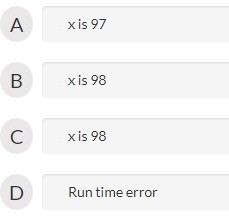 A x is 97
B x is 98
C x is 98
D Run time error